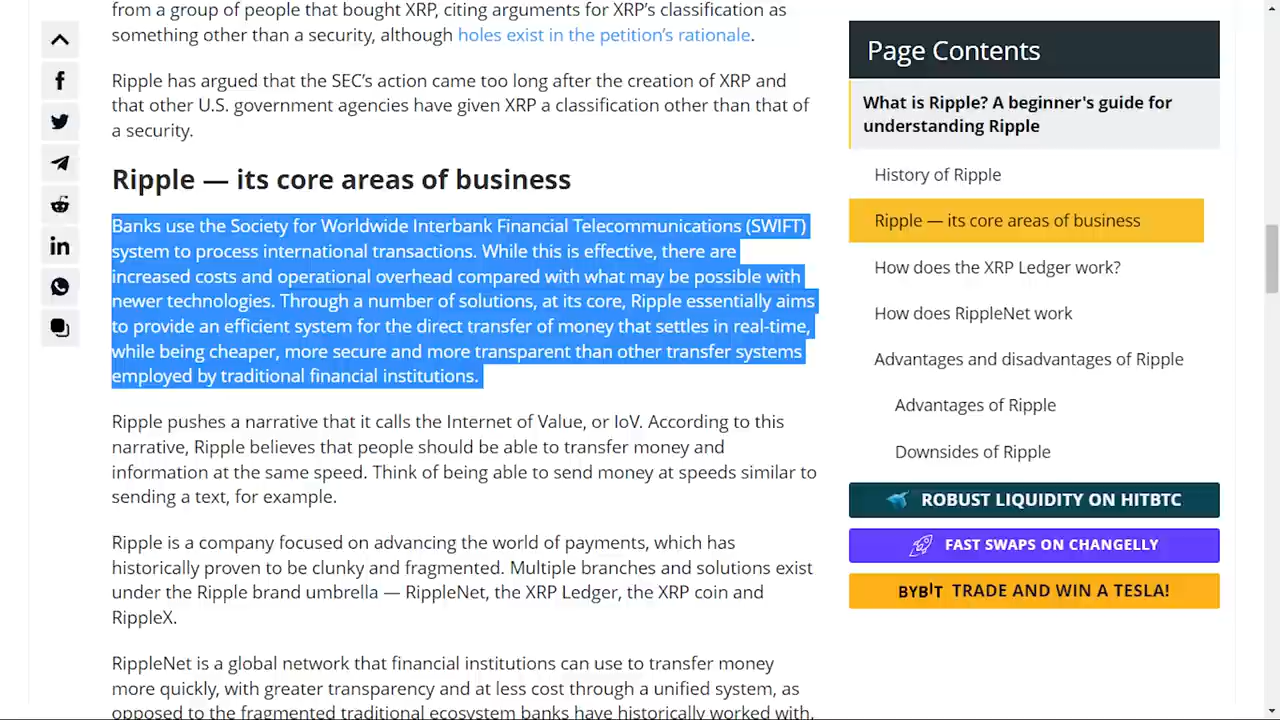 from a group of people that bought XRP, citing arguments for XRP’s classification as
something other than a security, although holes exist in the petition’s rationale.
Ripple has argued that the SEC’s action came too long after the creation of XRP and
that other U.S. government agencies have given XRP a classification other than that of
a security.
Ripple — its core areas of business
Banks use the Society for Worldwide Interbank Financial Telecommunications (SWIFT)
system to process international transactions. While this is effective, there are
increased costs and operational overhead compared with what may be possible with
newer technologies. Through a number of solutions, at its core, Ripple essentially aims
to provide an efficient system for the direct transfer of money that settles in real-time,
while being cheaper, more secure and more transparent than other transfer systems
employed by traditional financial institutions.
Ripple pushes a narrative that it calls the Internet of Value, or IoV. According to this
narrative, Ripple believes that people should be able to transfer money and
information at the same speed. Think of being able to send money at speeds similar to
sending a text, for example.
Ripple is a company focused on advancing the world of payments, which has
historically proven to be clunky and fragmented. Multiple branches and solutions exist
under the Ripple brand umbrella — RippleNet, the XRP Ledger, the XRP coin and
RippleX.
RippleNet is a global network that financial institutions can use to transfer money
more quickly, with greater transparency and at less cost through a unified system, as
opposed to the fragmented traditional ecosystem banks have historically worked with.
Page Contents
What is Ripple? A beginner's guide for
understanding Ripple
History of Ripple
Ripple — its core areas of business
How does the XRP Ledger work?
How does RippleNet work
Advantages and disadvantages of Ripple
Advantages of Ripple
Downsides of Ripple
ROBUST LIQUIDITY ON HITBTC
FAST SWAPS ON CHANGELLY
BYBIT TRADE AND WIN A TESLA!